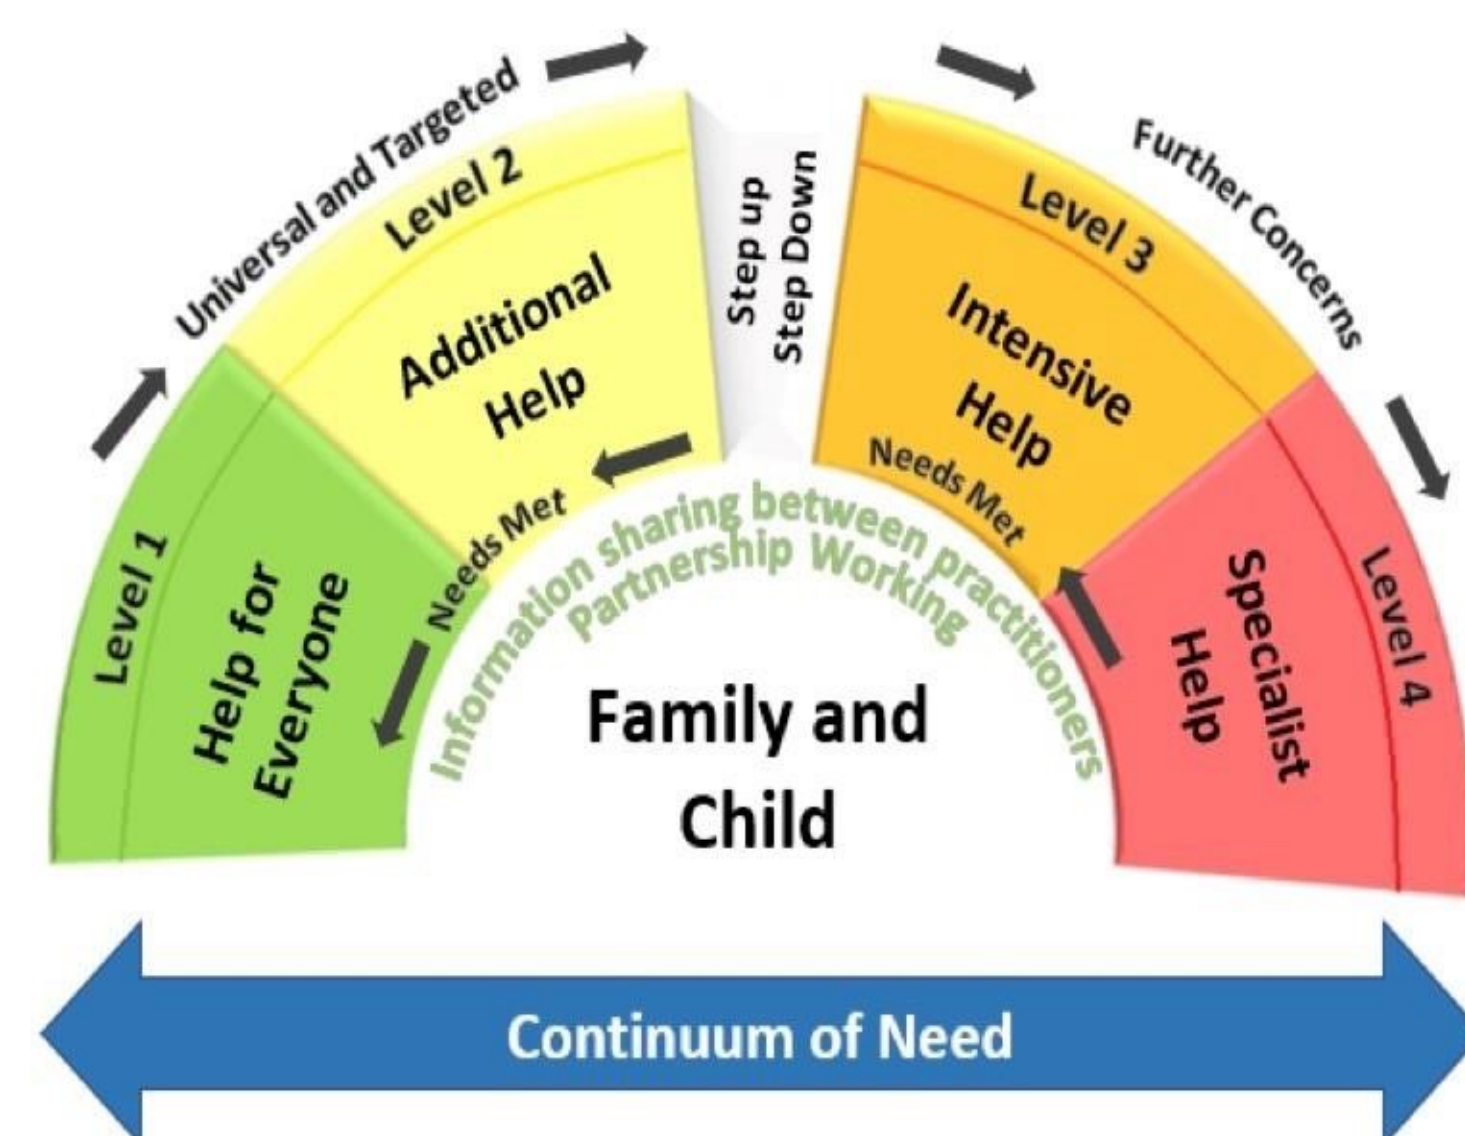 Universal and Targeted
Level 2
Additional
Help
Step up
Step Down
Level 3
Intensive
Help
Further Concerns
Level 1
Help for
Everyone
Needs Met
Needs Met
Specialist
Help
Level 4
Information sharing between practitioners
Partnership Working
Family and
Child
Continuum of Need